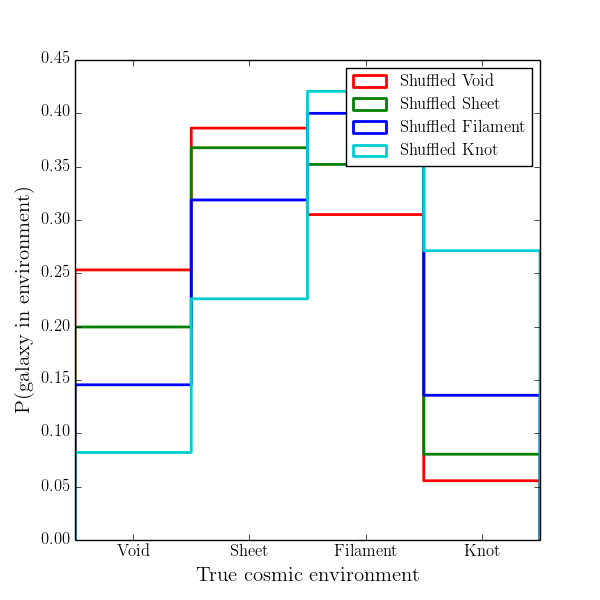 0.45
0.40
0.35
0.30
0.25
0.20
0.15
0.10
0.05
0.00
P(galaxy in environment)
Shuffled Void
Shuffled Sheet
Shuffled Filament
Shuffled Knot
Void Sheet Filament Knot
True cosmic environment